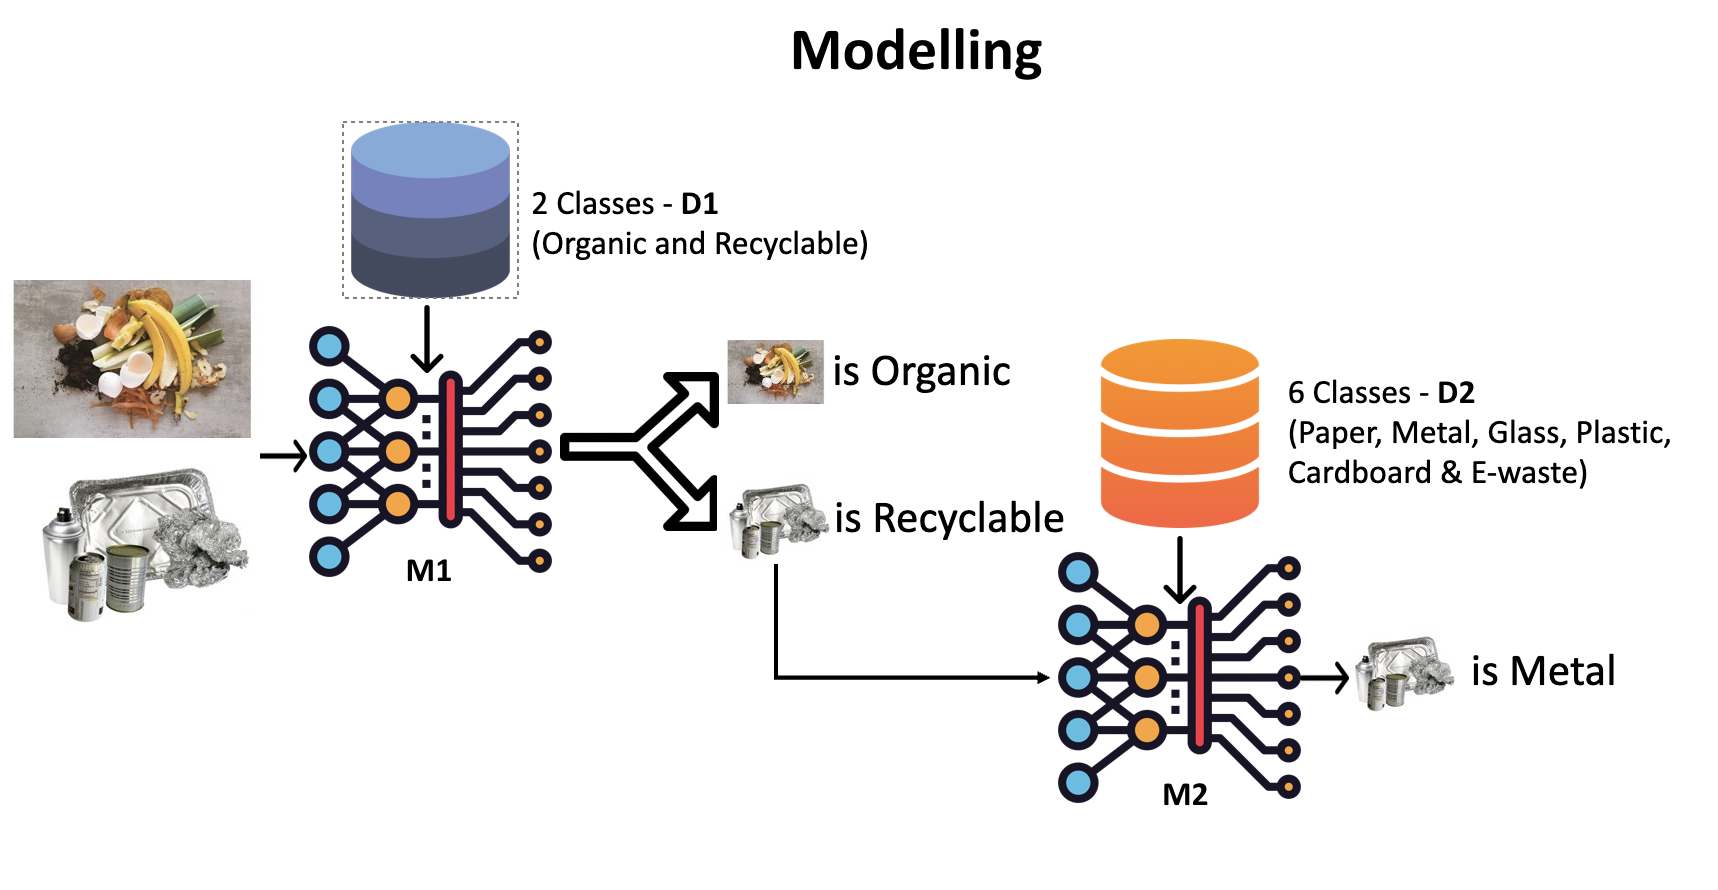 Modelling
2 Classes - D1
(Organic and Recyclable)
is Organic
is Recyclable
M1
6 Classes - D2
(Paper, Metal, Glass, Plastic,
Cardboard & E-waste)
is Metal
M2